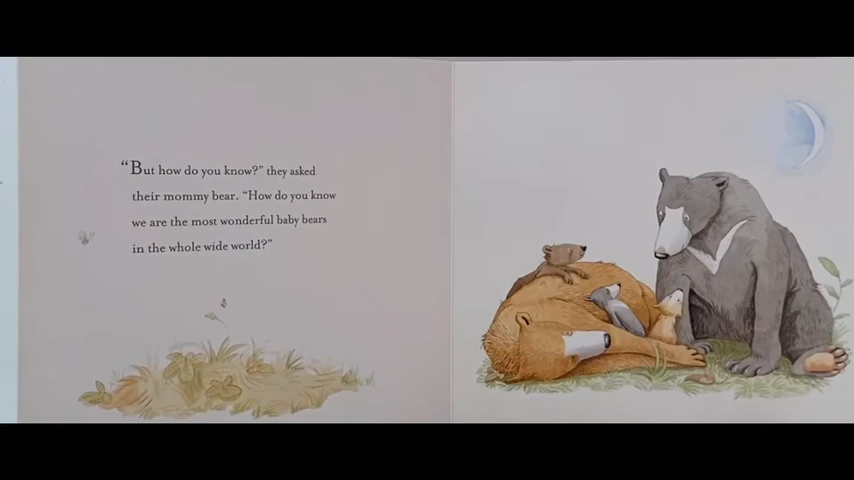 “But how do you know?” they asked
their mommy bear. “How do you know
we are the most wonderful baby bears
in the whole wide world?”